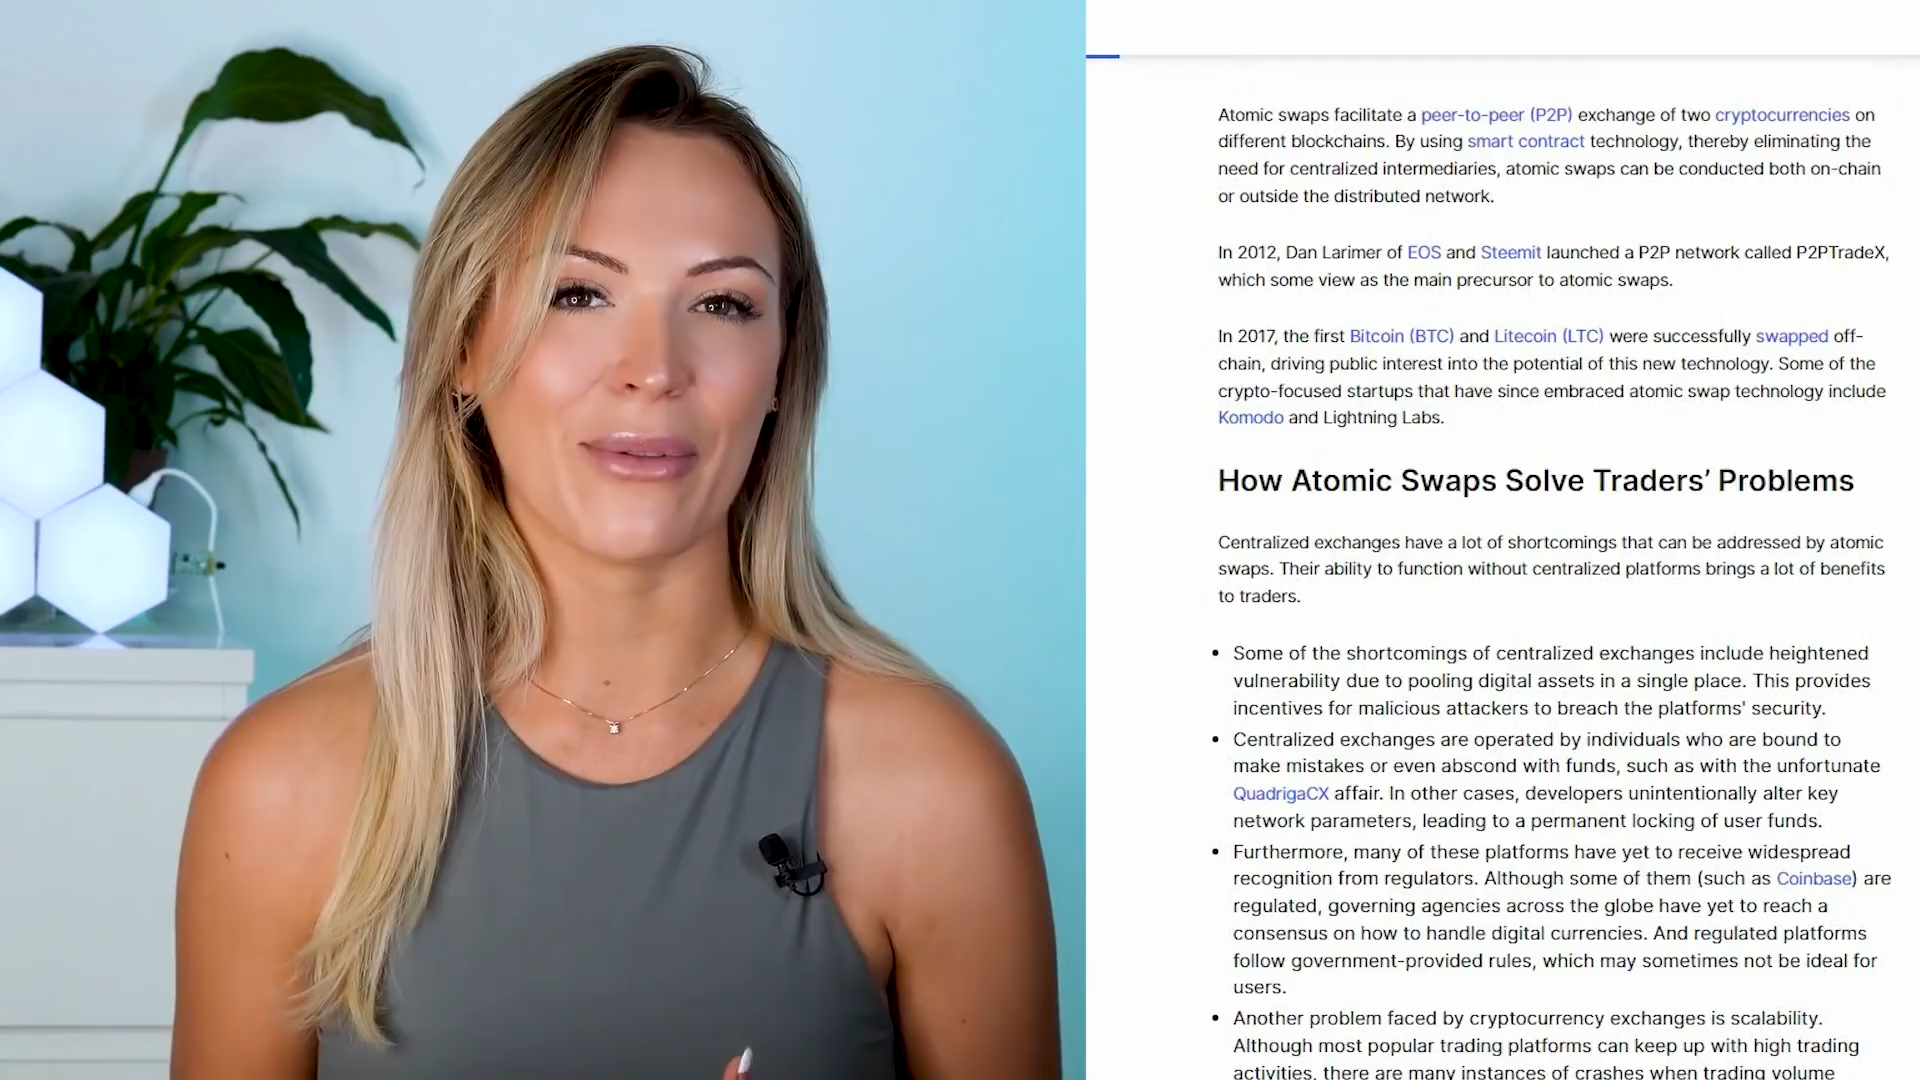 Atomic swaps facilitate a peer-to-peer (P2P) exchange of two cryptocurrencies on
different blockchains. By using smart contract technology, thereby eliminating the
need for centralized intermediaries, atomic swaps can be conducted both on-chain
or outside the distributed network.
In 2012, Dan Larimer of EOS and Steemit launched a P2P network called P2PTradeX,
which some view as the main precursor to atomic swaps.
In 2017, the first Bitcoin (BTC) and Litecoin (LTC) were successfully swapped off-
chain, driving public interest into the potential of this new technology. Some of the
crypto-focused startups that have since embraced atomic swap technology include
Komodo and Lightning Labs.
How Atomic Swaps Solve Traders’ Problems
Centralized exchanges have a lot of shortcomings that can be addressed by atomic
swaps. Their ability to function without centralized platforms brings a lot of benefits
to traders.
• Some of the shortcomings of centralized exchanges include heightened
vulnerability due to pooling digital assets in a single place. This provides
incentives for malicious attackers to breach the platforms' security.
• Centralized exchanges are operated by individuals who are bound to
make mistakes or even abscond with funds, such as with the unfortunate
QuadrigaCX affair. In other cases, developers unintentionally alter key
network parameters, leading to a permanent locking of user funds.
• Furthermore, many of these platforms have yet to receive widespread
recognition from regulators. Although some of them (such as Coinbase) are
regulated, governing agencies across the globe have yet to reach a
consensus on how to handle digital currencies. And regulated platforms
follow government-provided rules, which may sometimes not be ideal for
users.
• Another problem faced by cryptocurrency exchanges is scalability.
Although most popular trading platforms can keep up with high trading
activities, there are many instances of crashes when trading volume